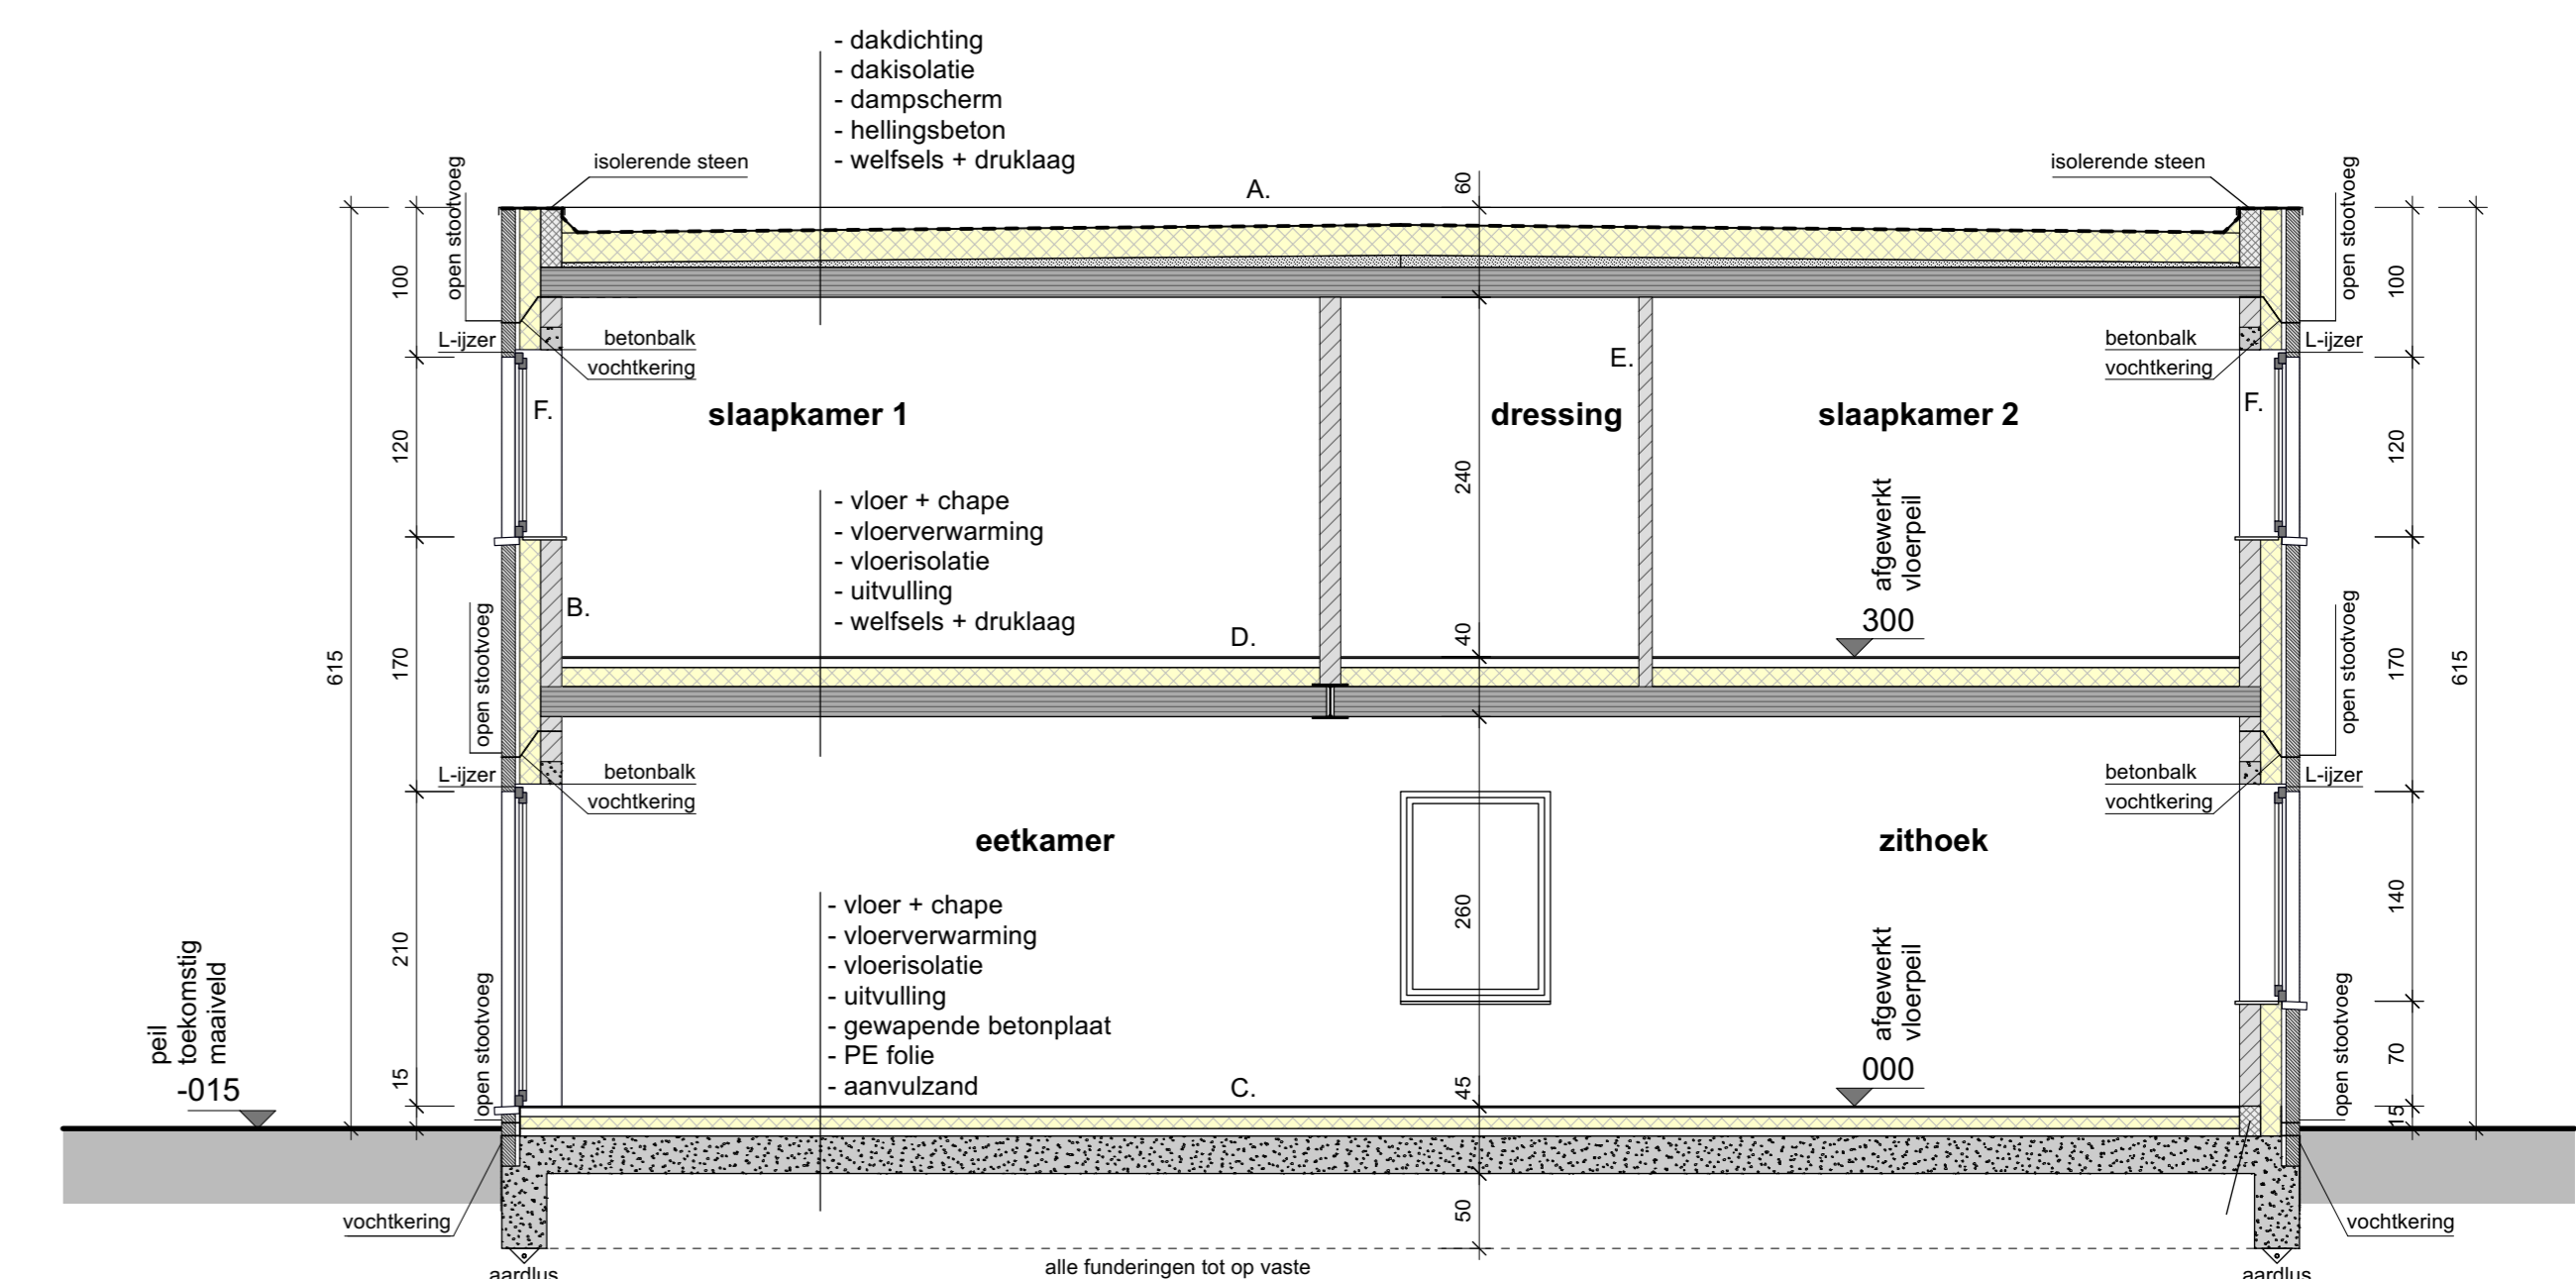 - dakdichting
- dakisolatie
- dampscherm
- hellingsbeton
- welfsels + druklaag
isolerende steen
isolerende steen
open stootvoeg
open stootvoeg
A.
60
100
100
L-ijzer
betonbalk
vochtkering
betonbalk
vochtkering
L-ijzer
E.
F.
slaapkamer 1
dressing
slaapkamer 2
F.
120
240
120
- vloer + chape
- vloerverwarming
- vloerisolatie
- uitvulling
- welfsels + druklaag
afgewerkt
vloerpeil
300
B.
D.
40
615
170
open stootvoeg
open stootvoeg
170
615
L-ijzer
betonbalk
vochtkering
betonbalk
vochtkering
L-ijzer
eetkamer
zithoek
- vloer + chape
- vloerverwarming
- vloerisolatie
- uitvulling
- gewapende betonplaat
- PE folie
- aanvulzand
260
140
210
afgewerkt
vloerpeil
000
peil
toekomstig
maaiveld
-015
15
open stootvoeg
C.
45
open stootvoeg
70
15
vochtkering
50
vochtkering
aardlus
alle funderingen tot op vaste
aardlus